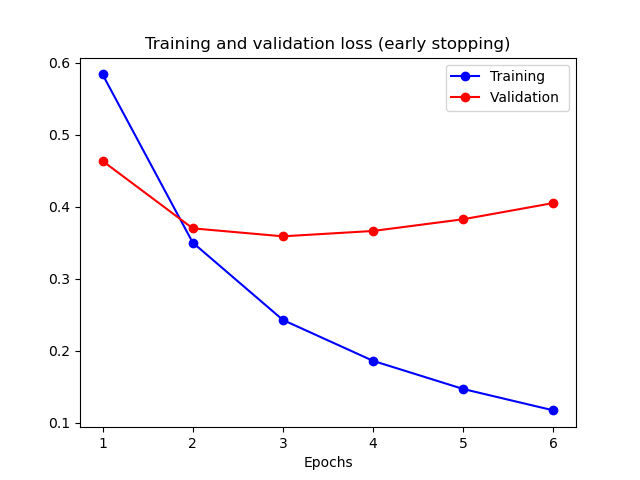 Training and validation loss (early stopping)
Training
Validation
0.6
0.5
0.4
0.3
0.2
0.1
1 2 3 4 5 6
Epochs